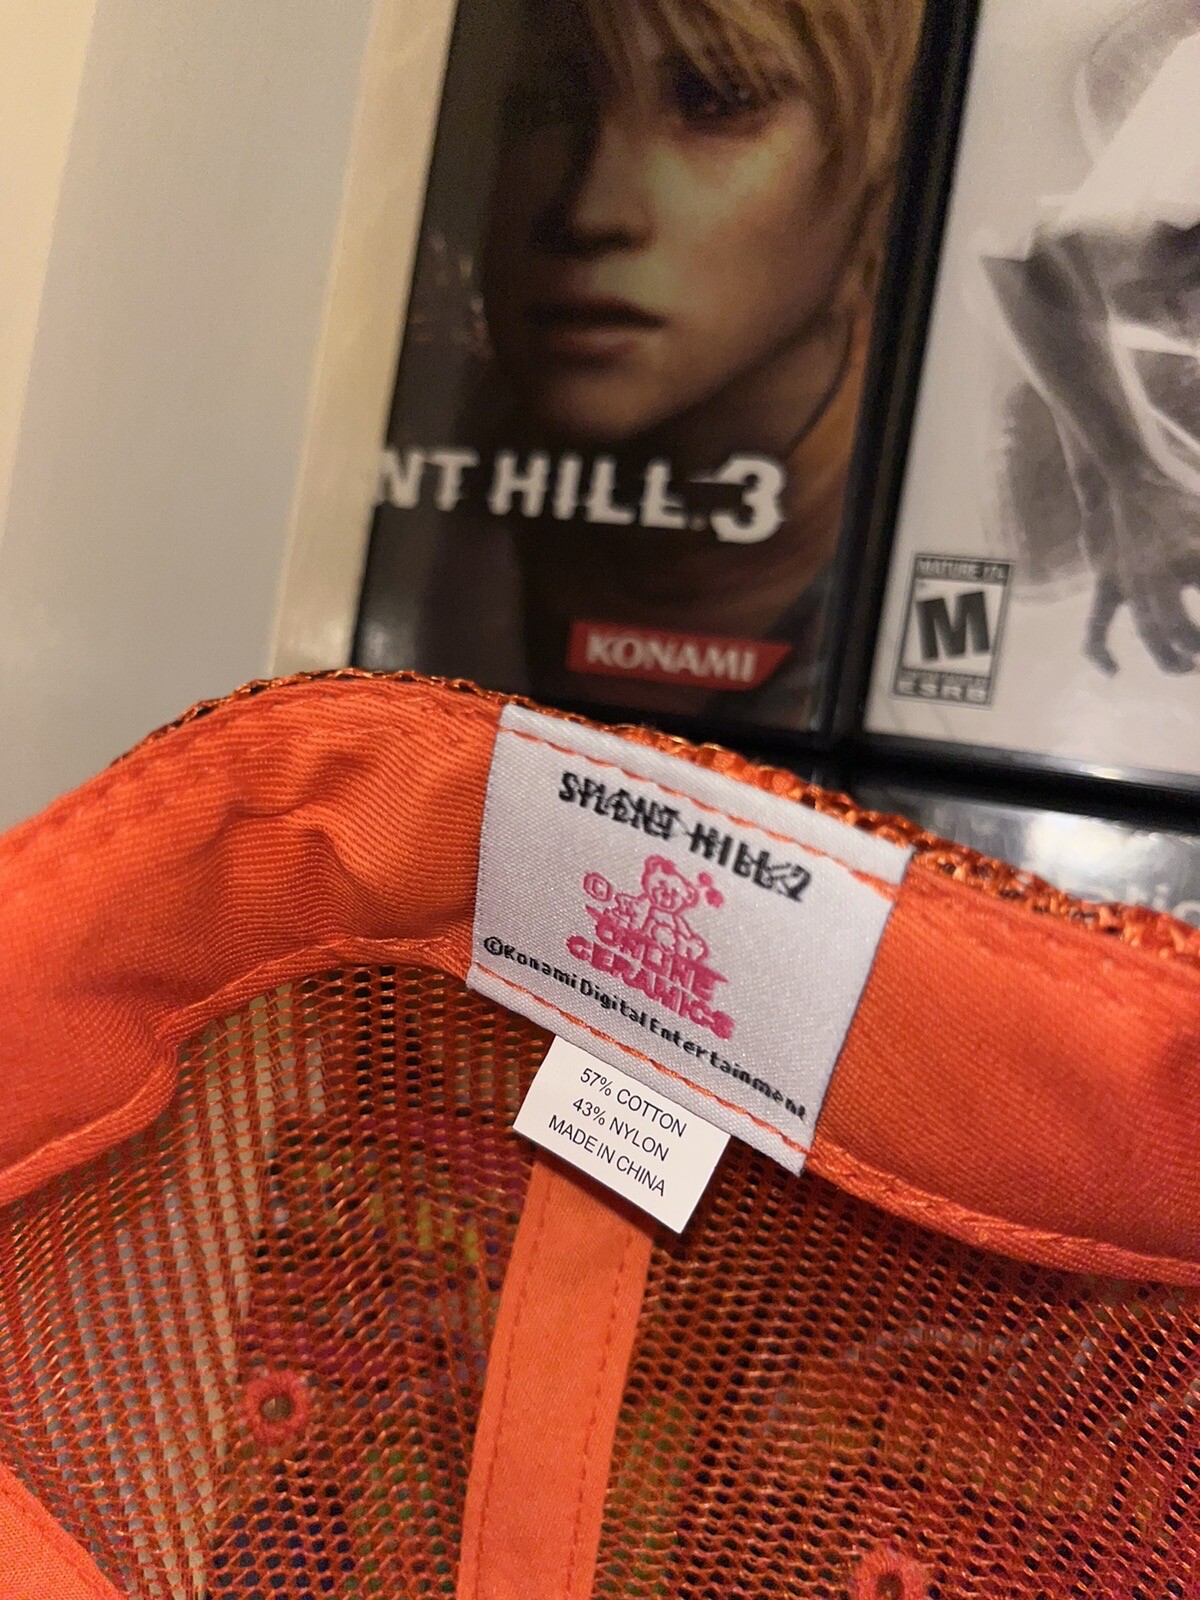 NT HILL 3
KONAMI
MATURE 17+
M
ESRB
SILENT HILL 2
©
ONLINE
CERAMICS
©Konami Digital Entertainment
57% COTTON
43% NYLON
MADE IN CHINA